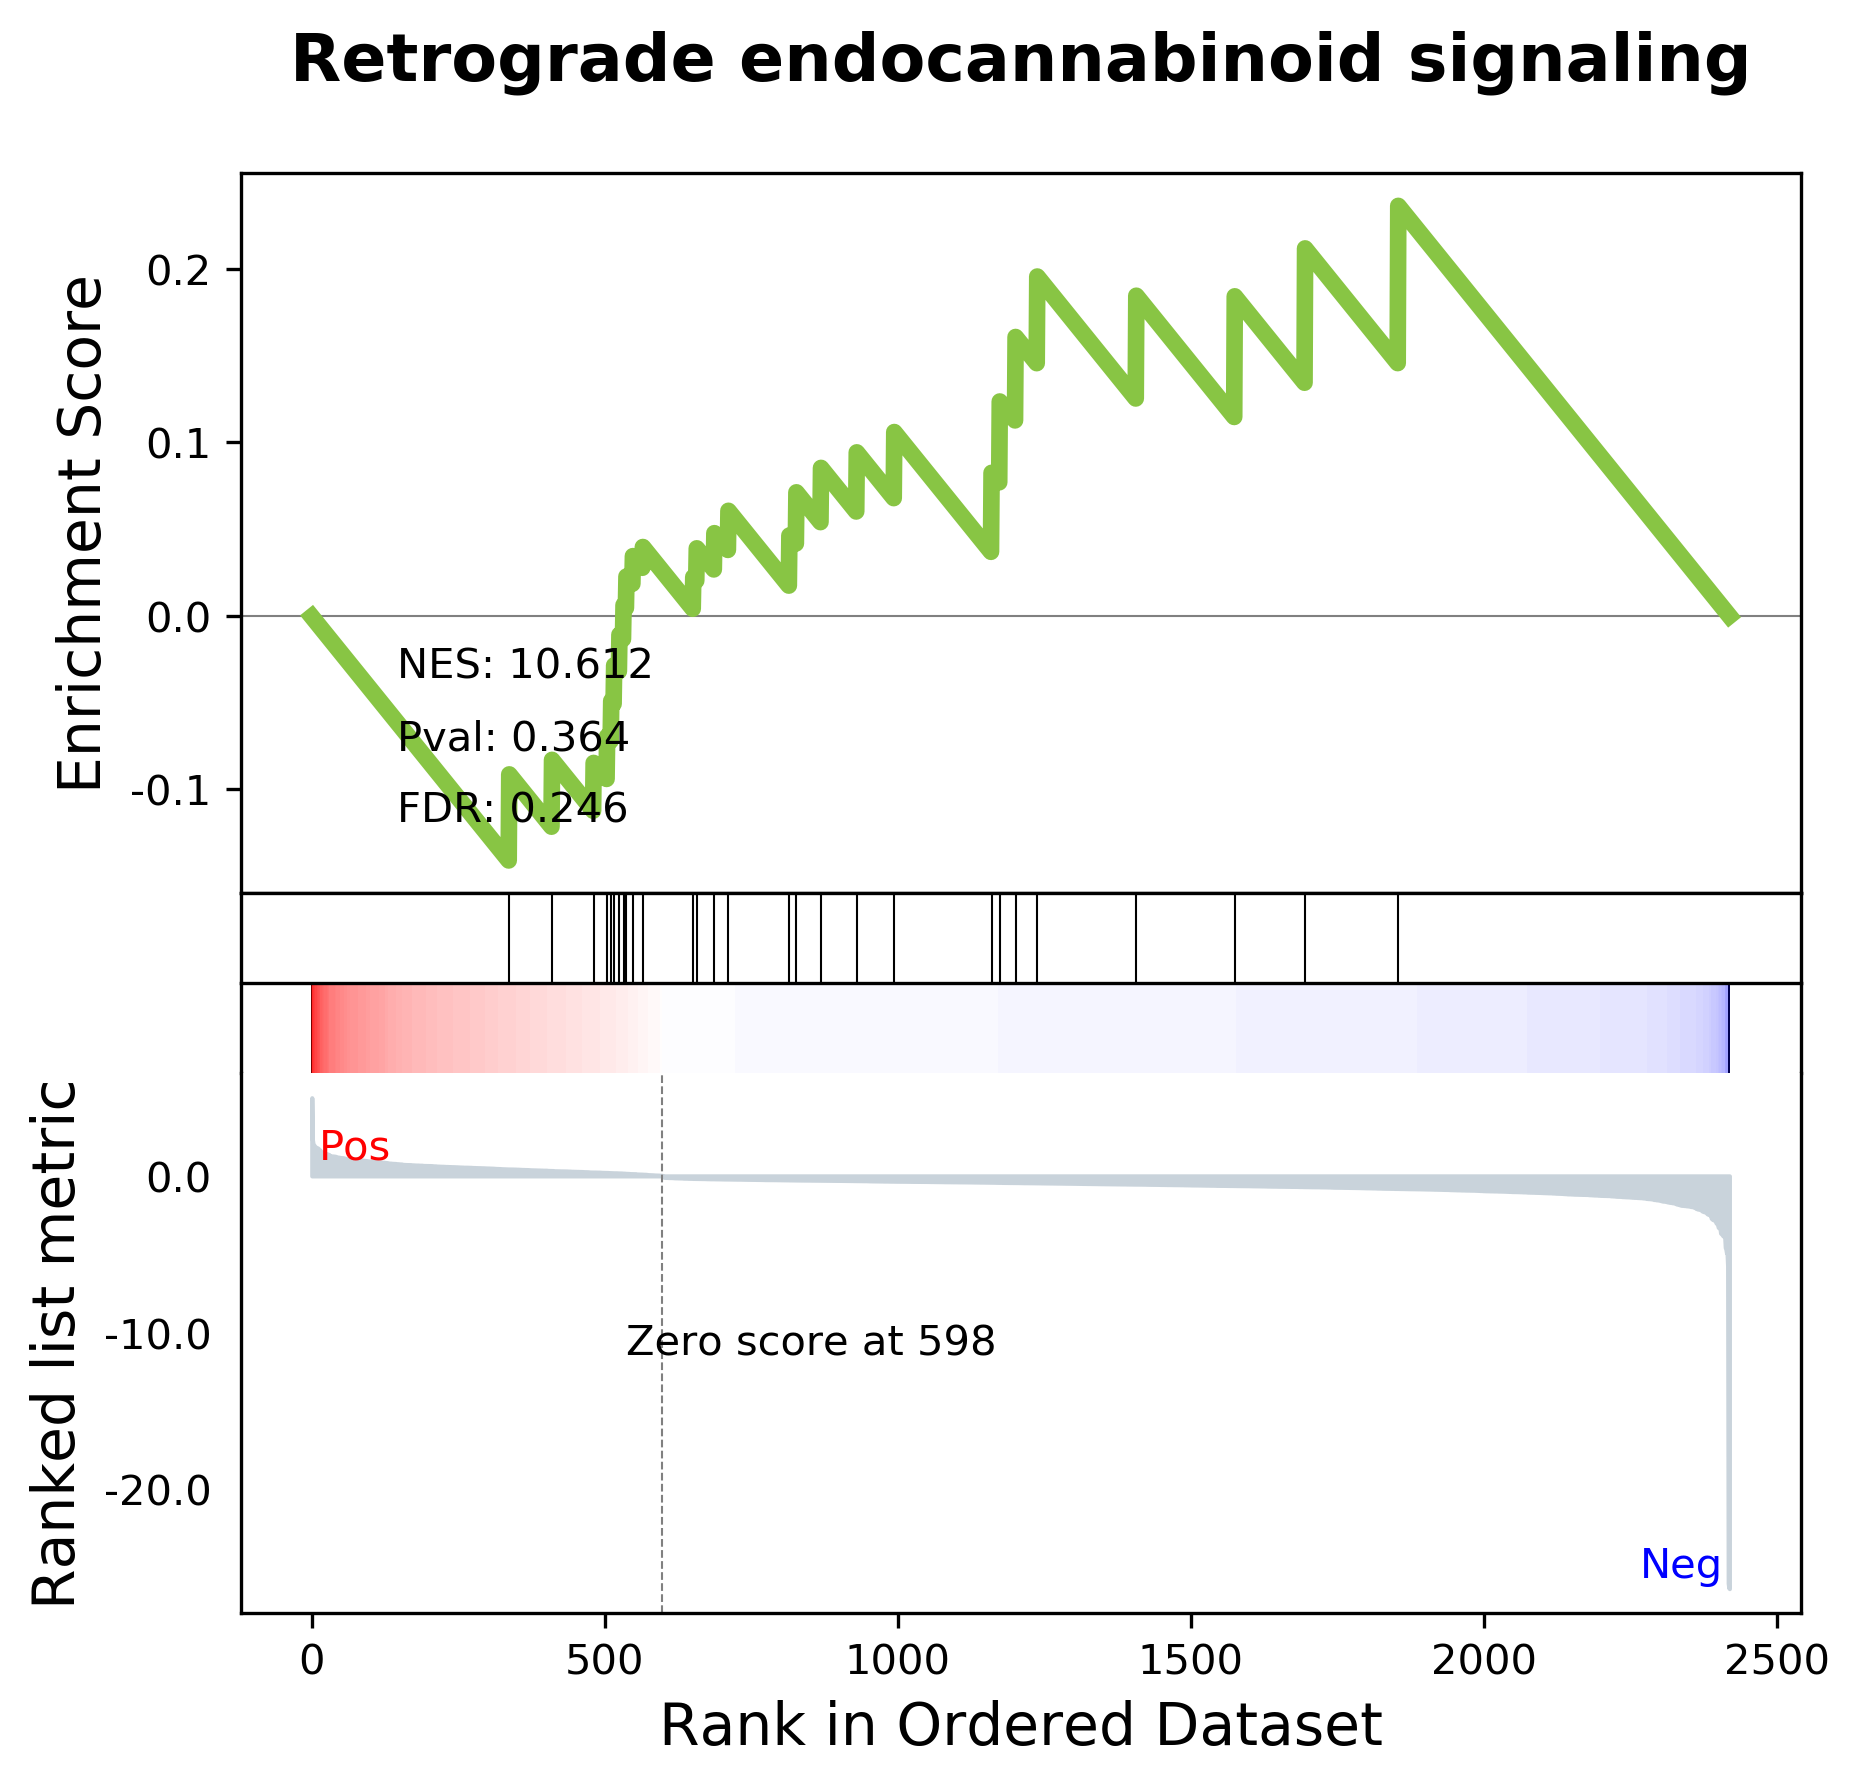 Retrograde endocannabinoid signaling
Enrichment Score
0.2
0.1
0.0
-0.1
NES: 10.612
Pval: 0.364
FDR: 0.246
Ranked list metric
0.0
-10.0
-20.0
Pos
Zero score at 598
Neg
0 500 1000 1500 2000 2500
Rank in Ordered Dataset